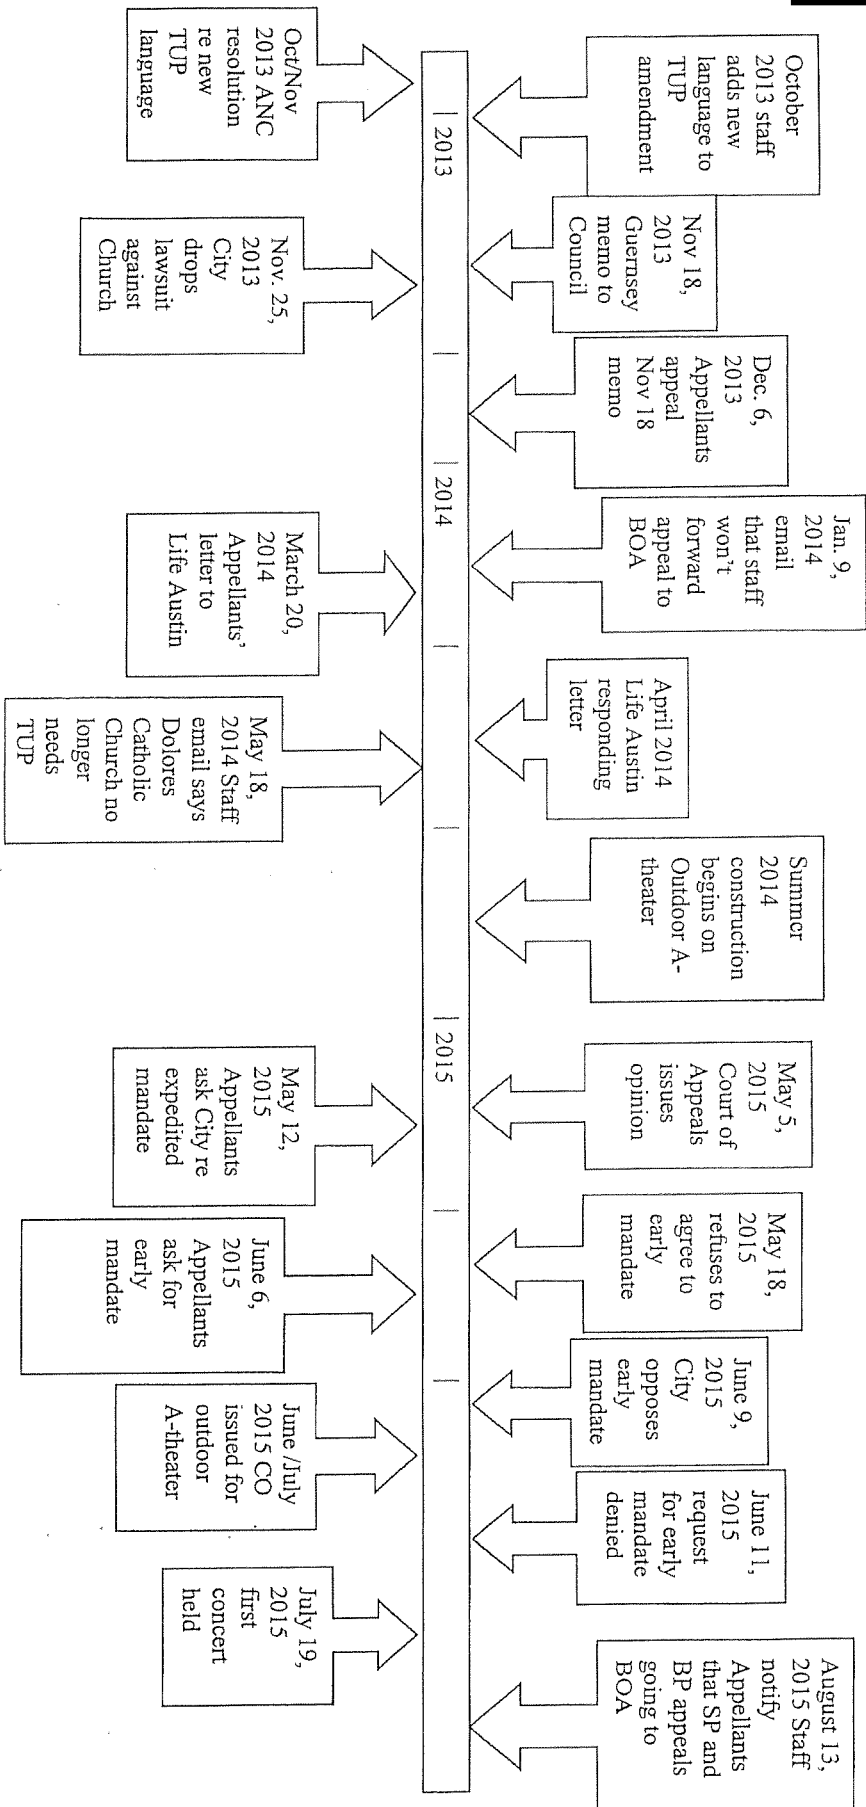 October
2013 staff
adds new
language to
TUP
amendment
Nov 18,
2013
Guernsey
memo to
Council
Dec. 6,
2013
Appellants
appeal
Nov 18
memo
Jan. 9,
2014
email
that staff
won't
forward
appeal to
BOA
April 2014
Life Austin
responding
letter
Summer
2014
construction
begins on
Outdoor A-
theater
May 5,
2015
Court of
Appeals
issues
opinion
May 18,
2015
refuses to
agree to
early
mandate
June 9,
2015
City
opposes
early
mandate
June 11,
2015
request
for early
mandate
denied
August 13,
2015 Staff
notify
Appellants
that SP and
BP appeals
going to
BOA
2013
2014
2015
Oct/Nov
2013 ANC
resolution
re new
TUP
language
Nov. 25,
2013
City
drops
lawsuit
against
Church
March 20,
2014
Appellants'
letter to
Life Austin
May 18,
2014 Staff
email says
Dolores
Catholic
Church no
longer
needs
TUP
May 12,
2015
Appellants
ask City re
expedited
mandate
June 6,
2015
Appellants
ask for
early
mandate
June /July
2015 CO
issued for
outdoor
A-theater
July 19,
2015
first
concert
held